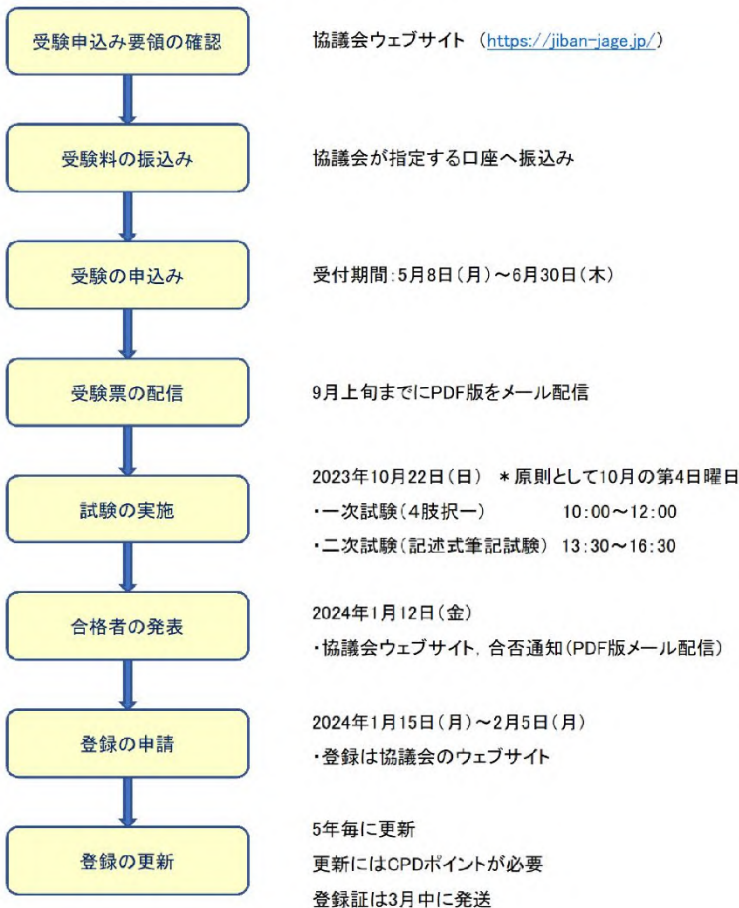 受験申込み要領の確認
協議会ウェブサイト （https://jiban-jage.jp/）
受験料の振込み
協議会が指定する口座へ振込み
受験の申込み
受付期間：5月8日（月）～6月30日（木）
受験票の配信
9月上旬までにPDF版をメール配信
試験の実施
2023年10月22日（日） ＊原則として10月の第4日曜日
・一次試験（4肢択一） 10：00～12：00
・二次試験（記述式筆記試験） 13：30～16：30
合格者の発表
2024年1月12日（金）
・協議会ウェブサイト，合否通知（PDF版メール配信）
登録の申請
2024年1月15日（月）～2月5日（月）
・登録は協議会のウェブサイト
登録の更新
5年毎に更新
更新にはCPDポイントが必要
登録証は3月中に発送